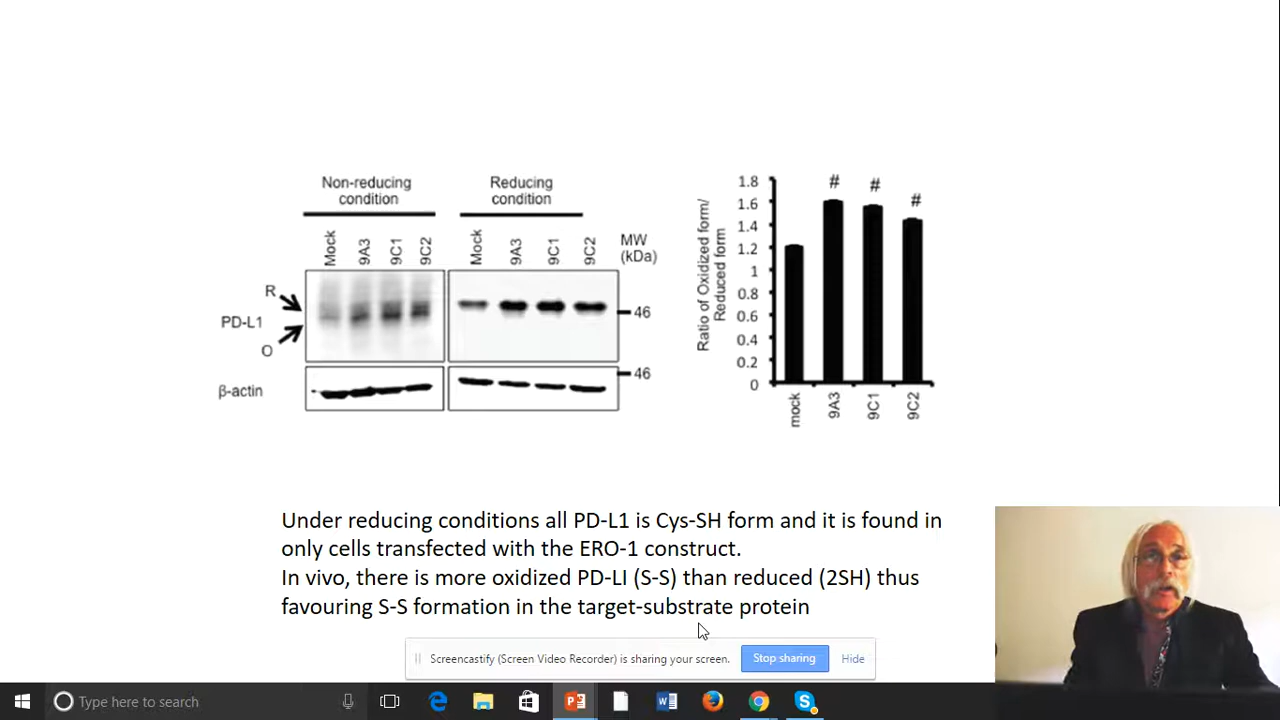 Non-reducing
condition
Reducing
condition
Mock
9A3
9C1
9C2
Mock
9A3
9C1
9C2
MW
(kDa)
R
PD-L1
O
46
46
β-actin
Ratio of Oxidized form/
Reduced form
1.8
1.6
1.4
1.2
1
0.8
0.6
0.4
0.2
0
#
#
#
mock
9A3
9C1
9C2
Under reducing conditions all PD-L1 is Cys-SH form and it is found in
only cells transfected with the ERO-1 construct.
In vivo, there is more oxidized PD-LI (S-S) than reduced (2SH) thus
favouring S-S formation in the target-substrate protein
Screencastify (Screen Video Recorder) is sharing your screen.
Stop sharing
Hide
Type here to search